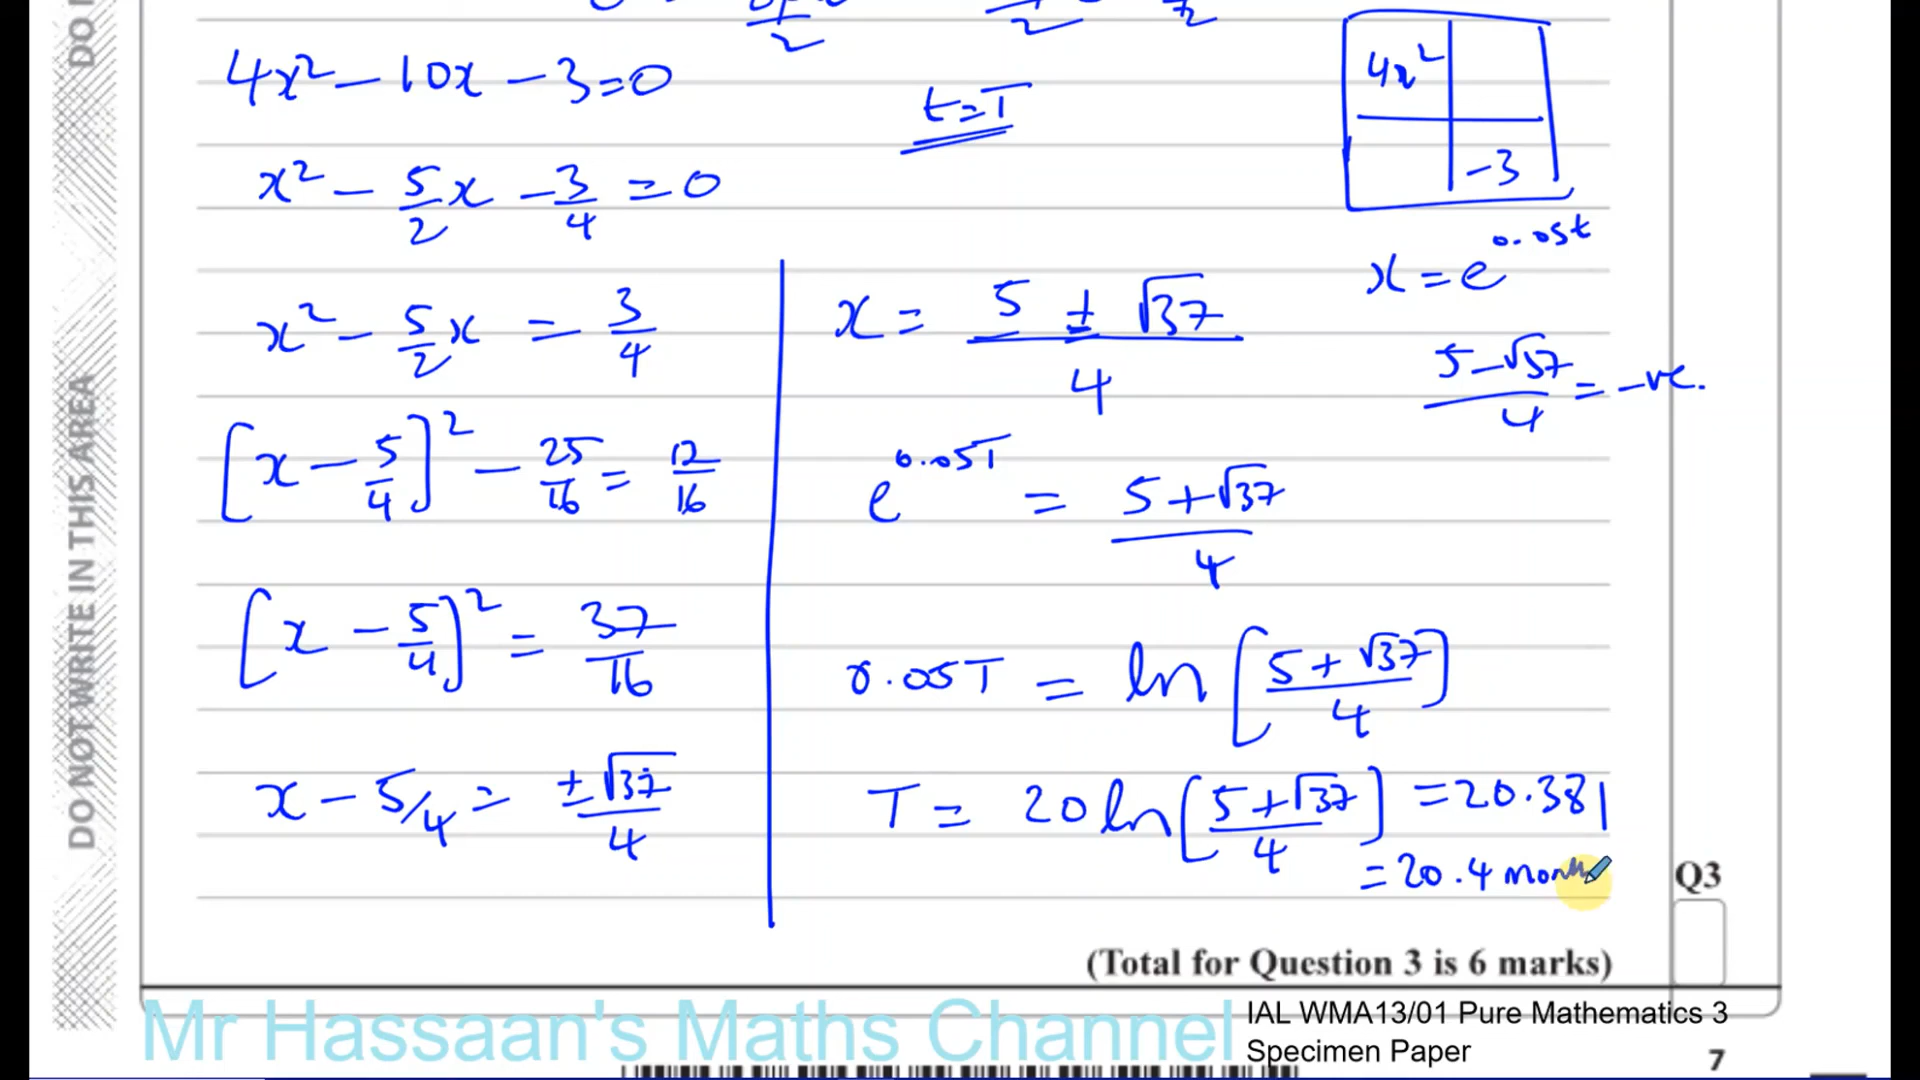 4x² − 10x − 3 = 0
t = T
4x²
−3
x² − 5/2 x − 3/4 = 0
x = e^0.05t
x² − 5/2 x = 3/4
x = (5 ± √37)/4
(5 − √37)/4 = −ve.
[x − 5/4]² − 25/16 = 12/16
e^0.05T = (5 + √37)/4
[x − 5/4]² = 37/16
0.05T = ln[(5 + √37)/4]
x − 5/4 = ± √37/4
T = 20 ln[(5 + √37)/4] = 20.381
= 20.4
Q3
(Total for Question 3 is 6 marks)
DO NOT WRITE IN THIS AREA
Mr Hassaan's Maths Channel
IAL WMA13/01 Pure Mathematics 3
Specimen Paper
7